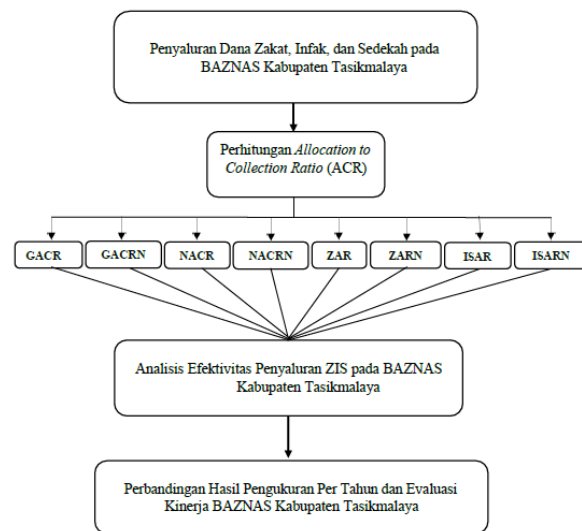 Penyaluran Dana Zakat, Infak, dan Sedekah pada
BAZNAS Kabupaten Tasikmalaya
Perhitungan Allocation to
Collection Ratio (ACR)
GACR GACRN NACR NACRN ZAR ZARN ISAR ISARN
Analisis Efektivitas Penyaluran ZIS pada BAZNAS
Kabupaten Tasikmalaya
Perbandingan Hasil Pengukuran Per Tahun dan Evaluasi
Kinerja BAZNAS Kabupaten Tasikmalaya